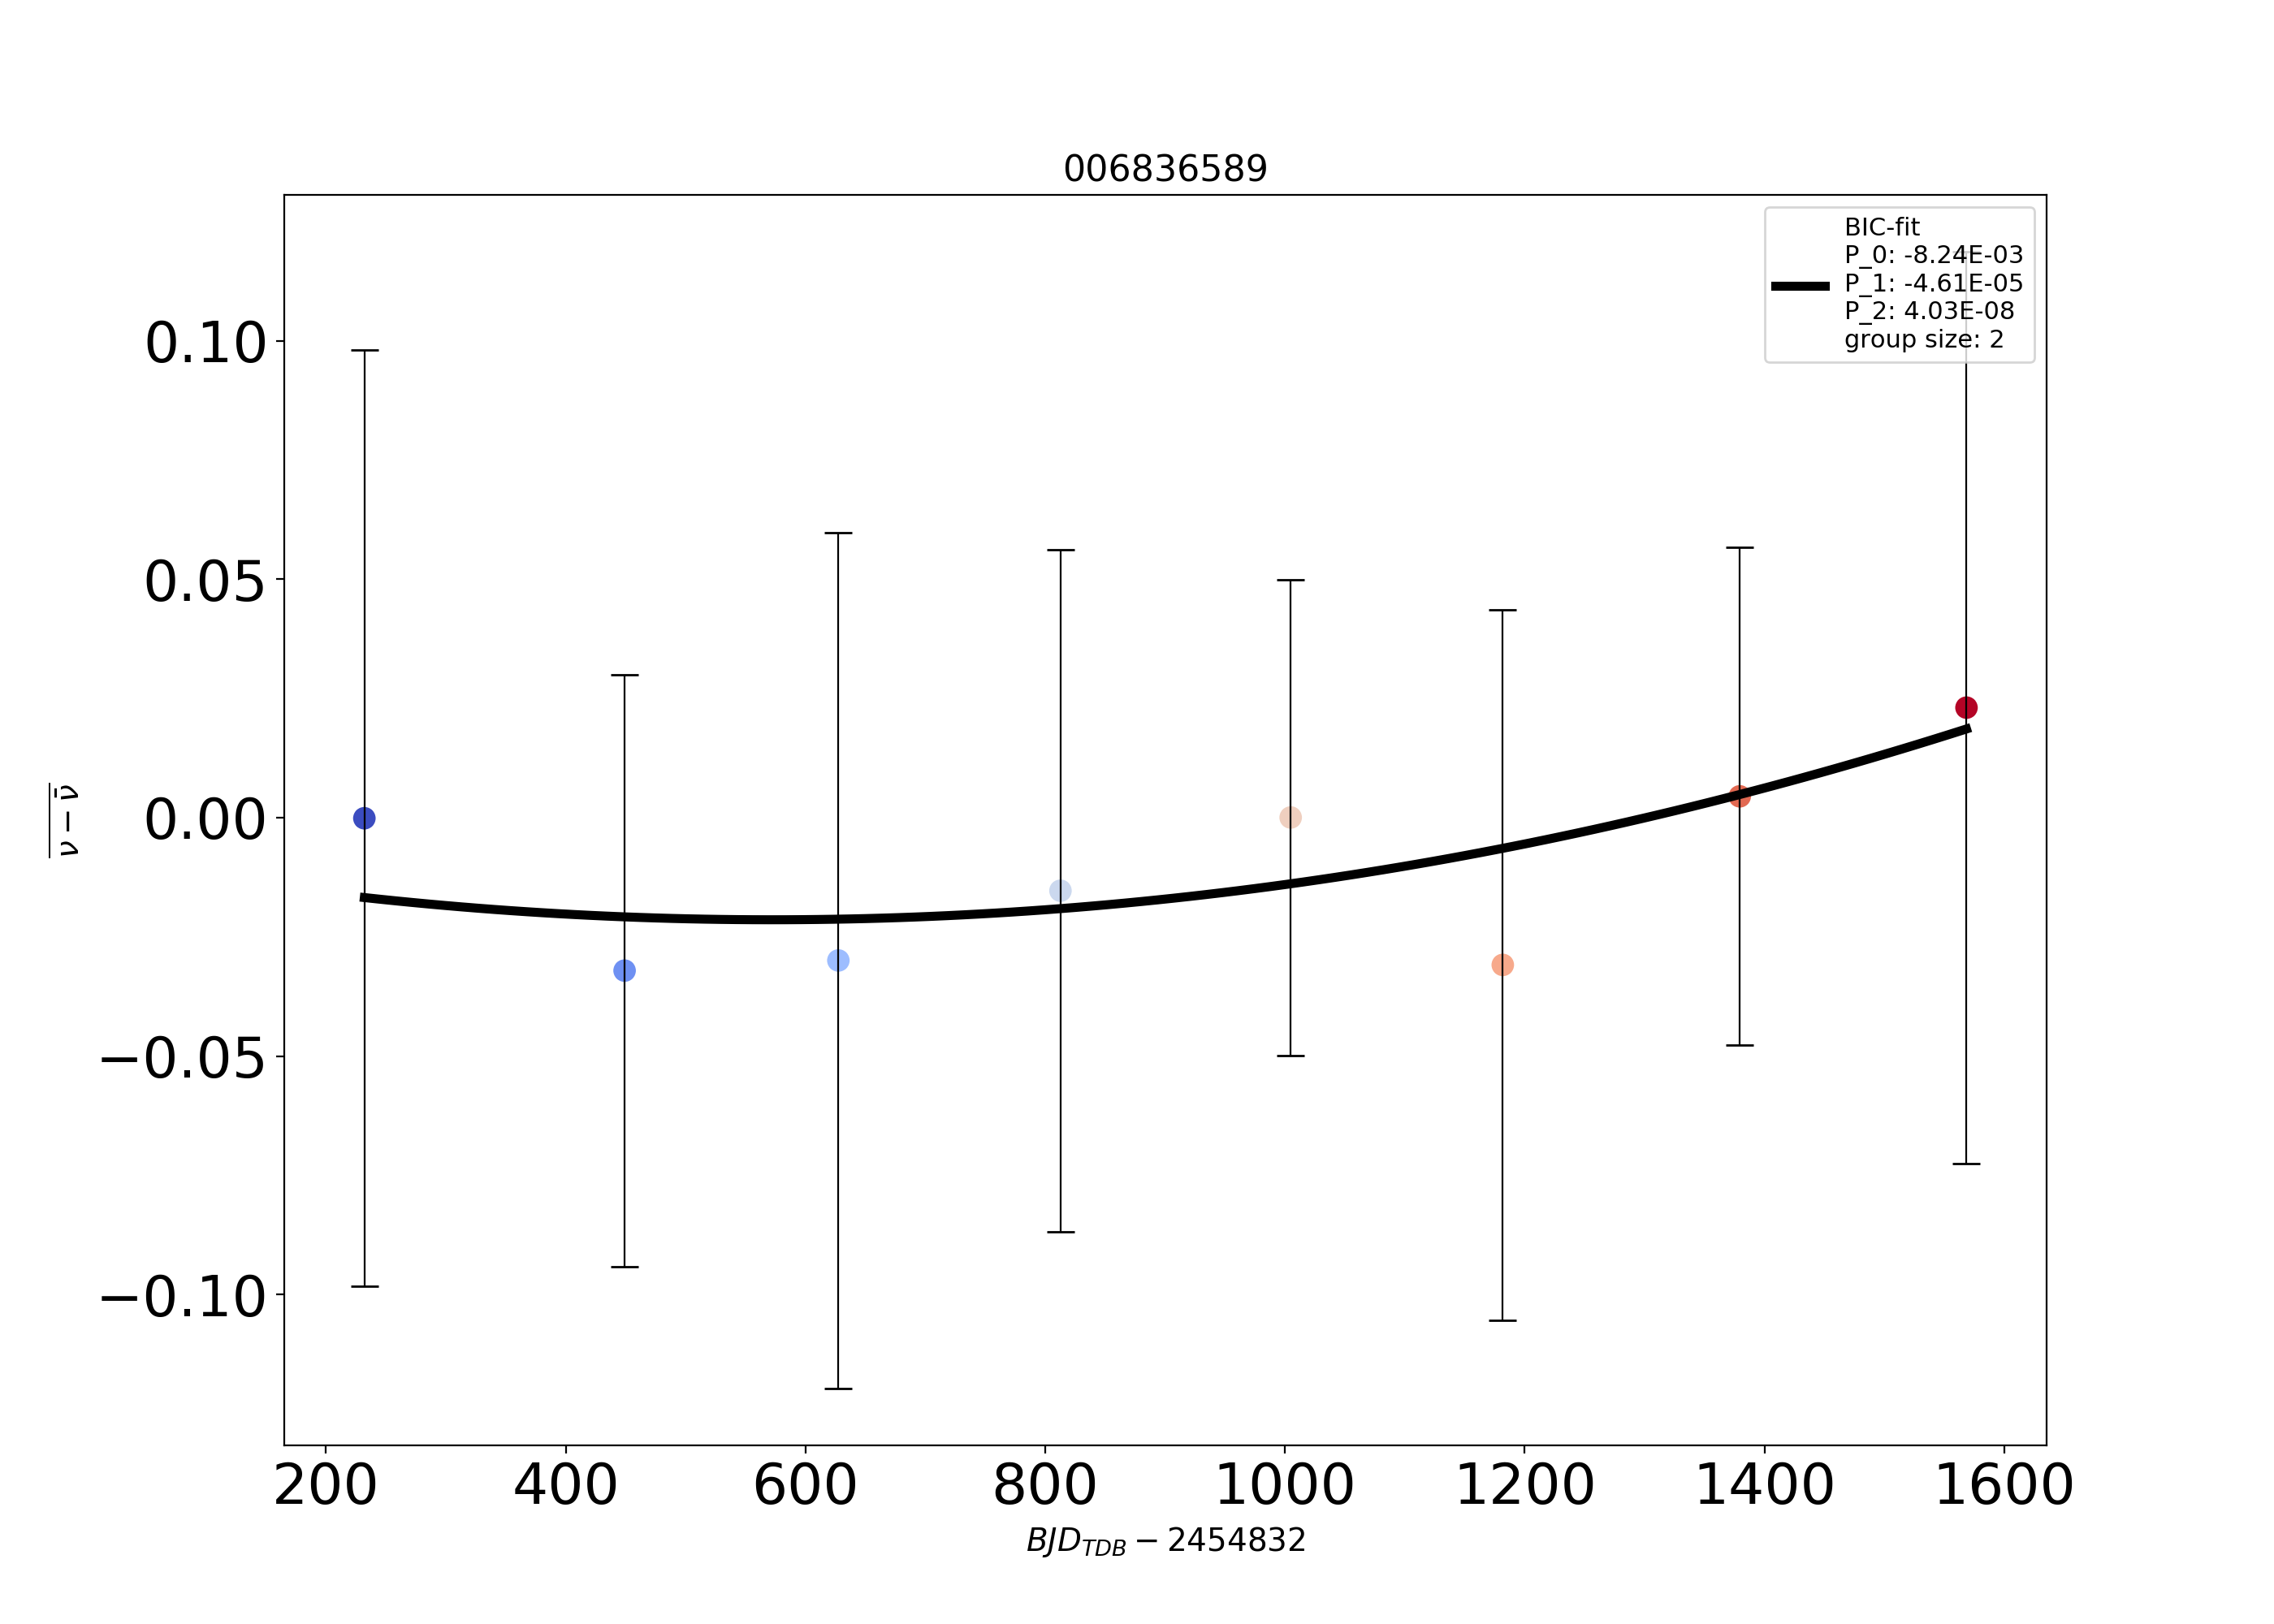 006836589
BIC-fit
P_0: -8.24E-03
P_1: -4.61E-05
P_2: 4.03E-08
group size: 2
0.10
0.05
0.00
−0.05
−0.10
ν − ν̄
200 400 600 800 1000 1200 1400 1600
BJD_TDB − 2454832